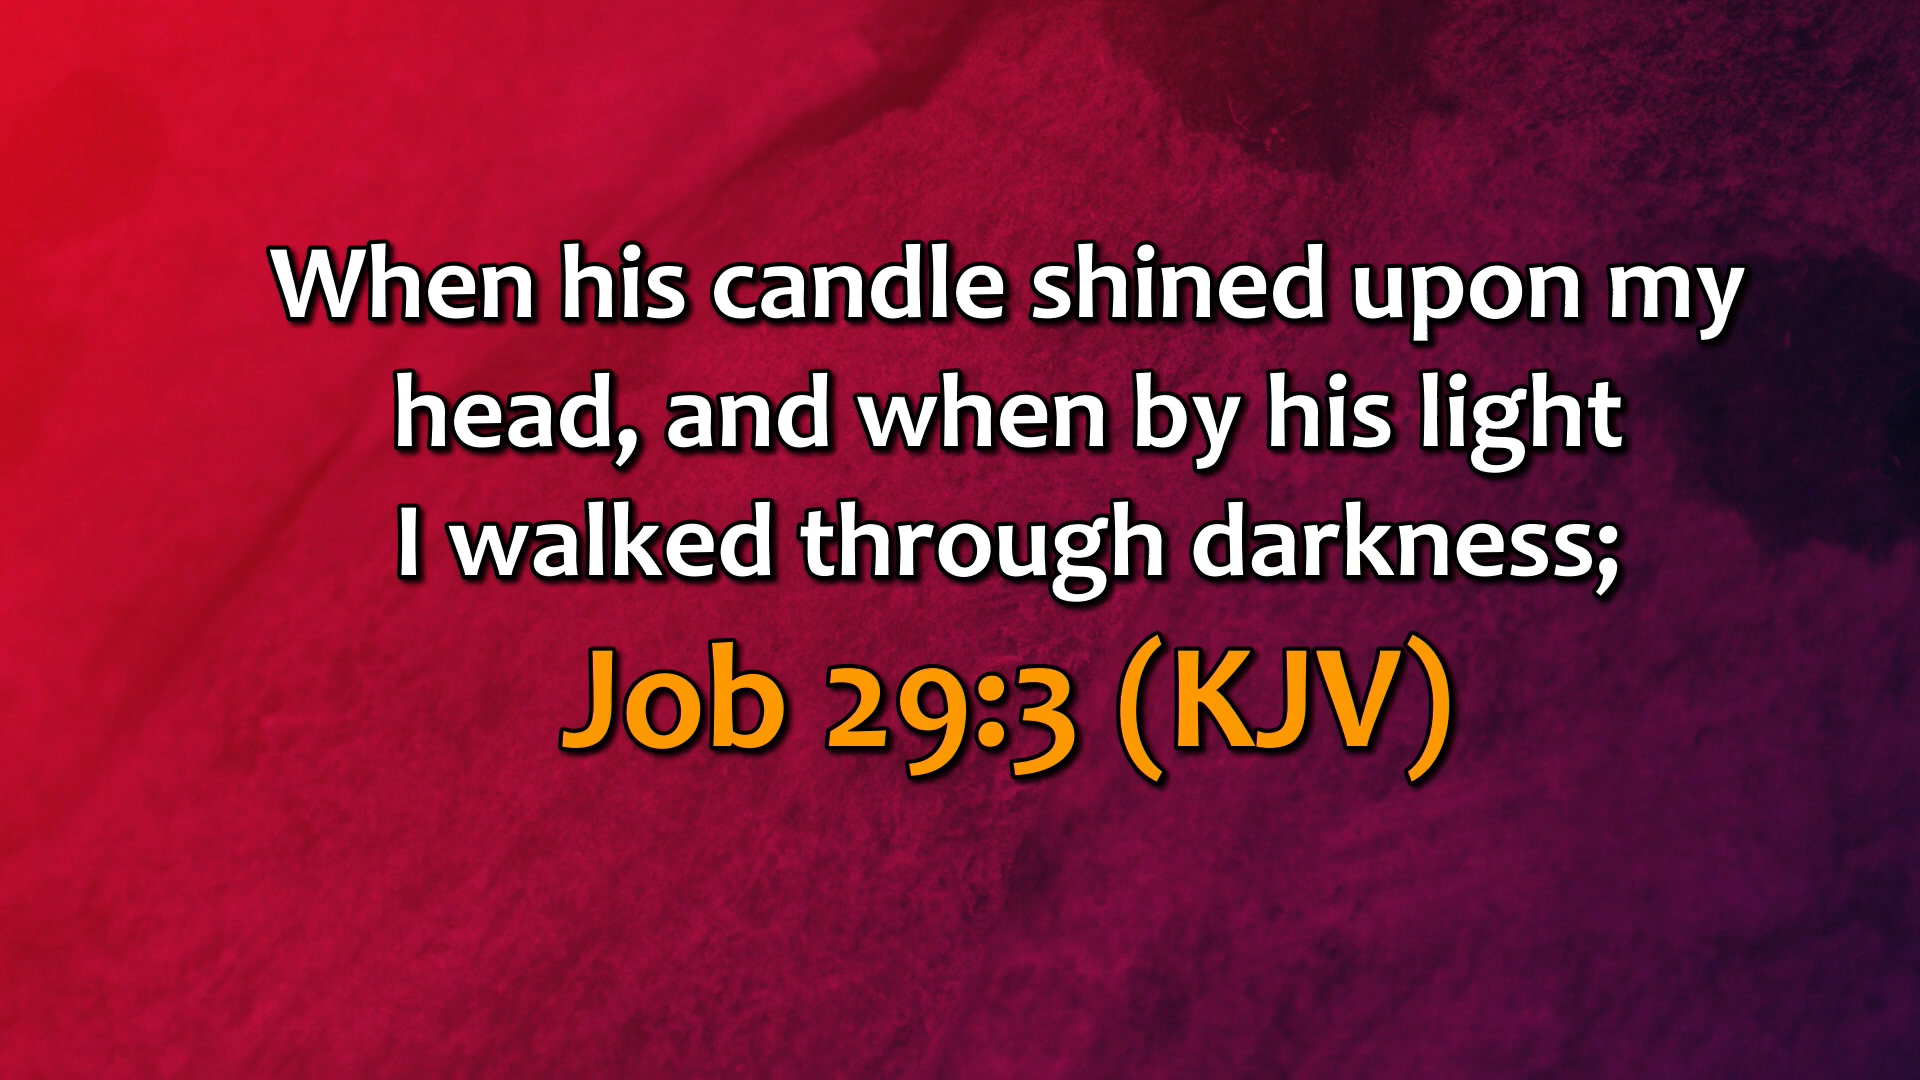 When his candle shined upon my
head, and when by his light
I walked through darkness;
Job 29:3 (KJV)